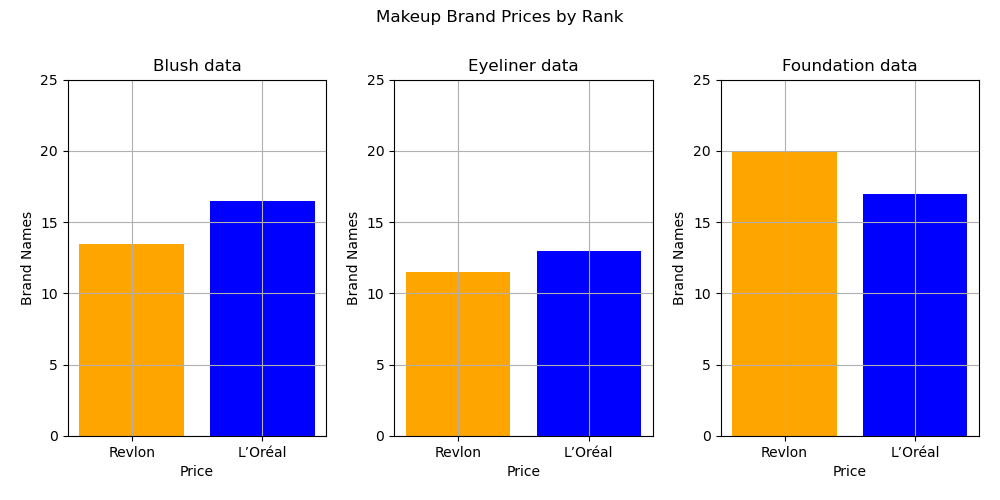 Makeup Brand Prices by Rank
Blush data
25
20
15
10
5
0
Brand Names
Revlon
L’Oréal
Price
Eyeliner data
25
20
15
10
5
0
Brand Names
Revlon
L’Oréal
Price
Foundation data
25
20
15
10
5
0
Brand Names
Revlon
L’Oréal
Price